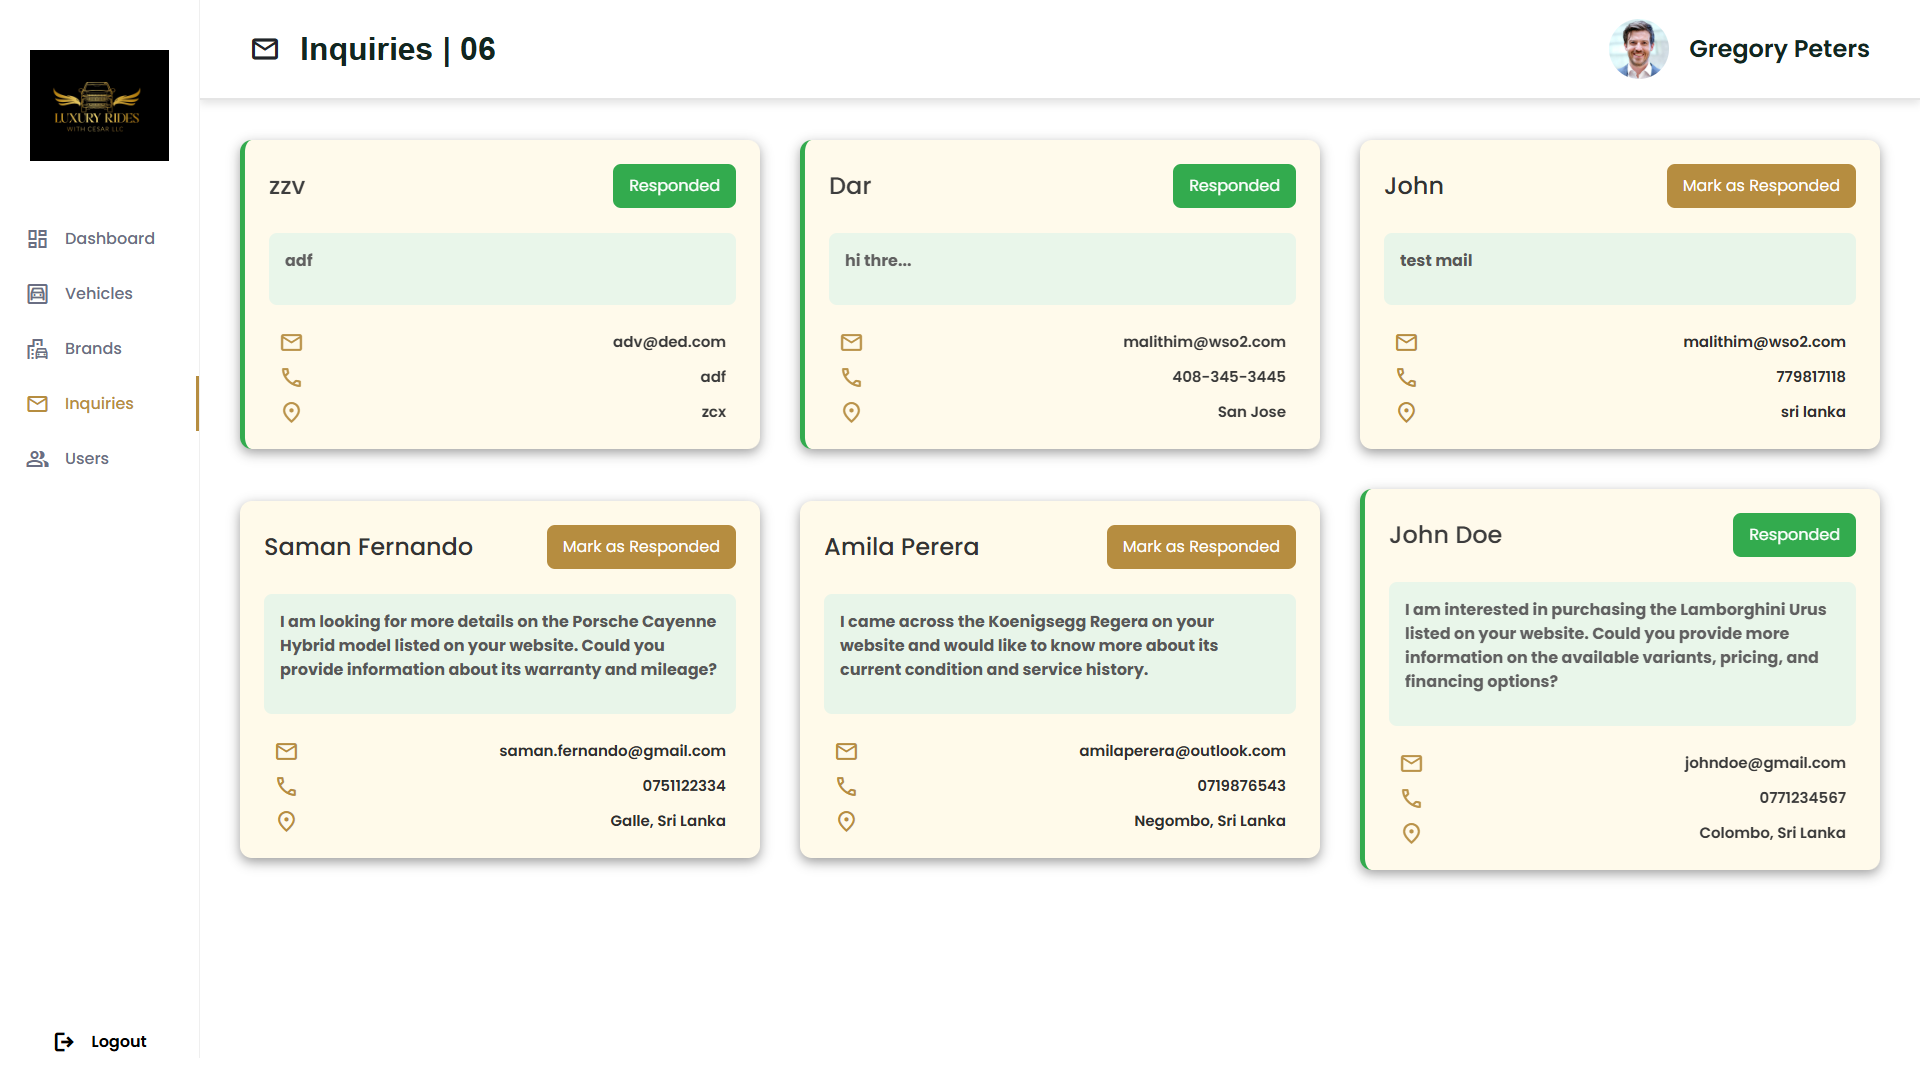 LUXURY RIDES
WITH CESAR LLC
Dashboard
Vehicles
Brands
Inquiries
Users
Logout
Inquiries | 06
Gregory Peters
zzv
Responded
adf
adv@ded.com
adf
zcx
Dar
Responded
hi thre...
malithim@wso2.com
408-345-3445
San Jose
John
Mark as Responded
test mail
malithim@wso2.com
779817118
sri lanka
Saman Fernando
Mark as Responded
I am looking for more details on the Porsche Cayenne
Hybrid model listed on your website. Could you
provide information about its warranty and mileage?
saman.fernando@gmail.com
0751122334
Galle, Sri Lanka
Amila Perera
Mark as Responded
I came across the Koenigsegg Regera on your
website and would like to know more about its
current condition and service history.
amilaperera@outlook.com
0719876543
Negombo, Sri Lanka
John Doe
Responded
I am interested in purchasing the Lamborghini Urus
listed on your website. Could you provide more
information on the available variants, pricing, and
financing options?
johndoe@gmail.com
0771234567
Colombo, Sri Lanka